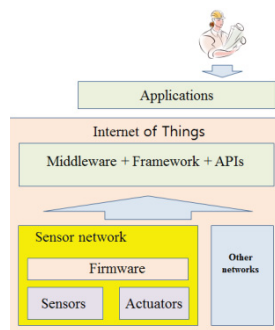 Applications
Internet of Things
Middleware + Framework + APIs
Sensor network
Firmware
Sensors
Actuators
Other
networks